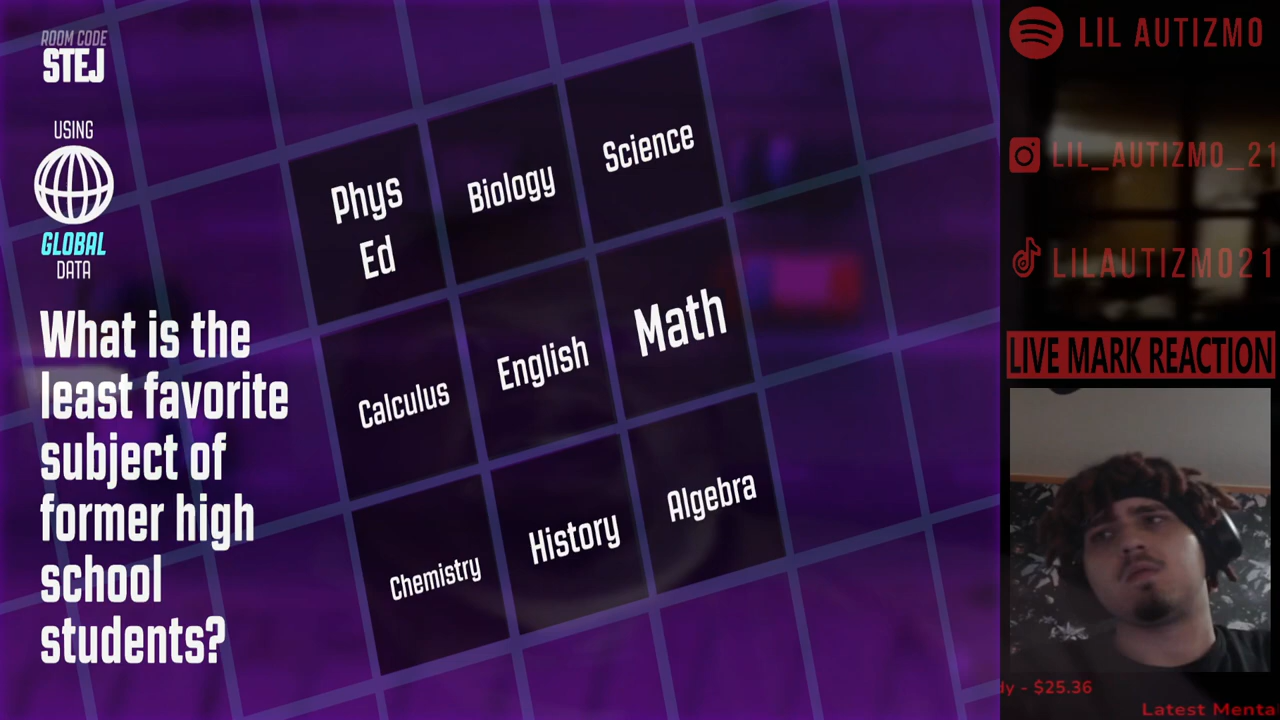 ROOM CODE
STEJ
USING
GLOBAL
DATA
What is the
least favorite
subject of
former high
school
students?
Phys
Ed
Biology
Science
Calculus
English
Math
Chemistry
History
Algebra
LIL AUTIZMO
LIL_AUTIZMO_21
LILAUTIZMO21
LIVE MARK REACTION
- $25.36
Latest